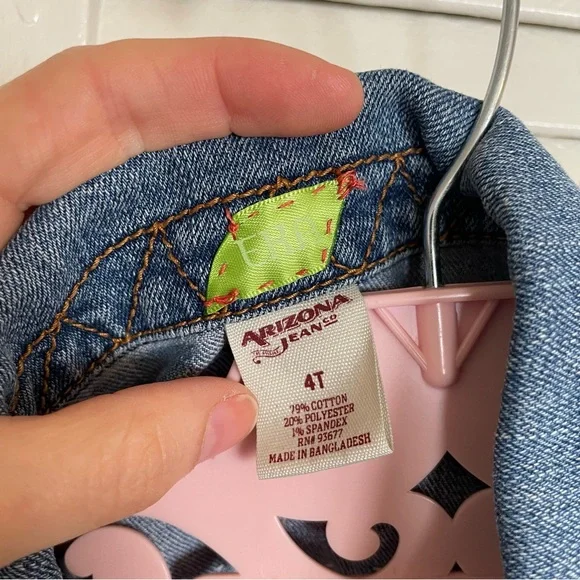 ARIZONA
JEAN CO
4T
79% COTTON
20% POLYESTER
1% SPANDEX
RN# 93677
MADE IN BANGLADESH